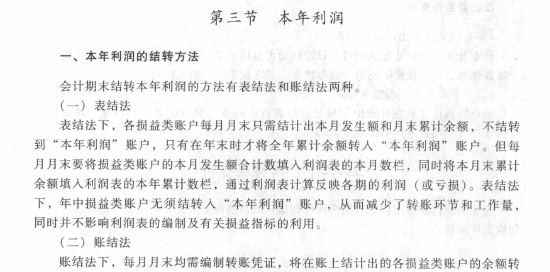 第三节 本年利润
一、本年利润的结转方法
会计期末结转本年利润的方法有表结法和账结法两种。
(一)表结法
表结法下，各损益类账户每月月末只需结计出本月发生额和月末累计余额，不结转
到“本年利润”账户，只有在年末时才将全年累计余额转入“本年利润”账户。但每
月月末要将损益类账户的本月发生额合计数填入利润表的本月数栏，同时将本月末累计
余额填入利润表的本年累计数栏，通过利润表计算反映各期的利润（或亏损）。表结法
下，年中损益类账户无须结转入“本年利润”账户，从而减少了转账环节和工作量，
同时并不影响利润表的编制及有关损益指标的利用。
(二)账结法
账结法下，每月月末均需编制转账凭证，将在账上结计出的各损益类账户的余额转